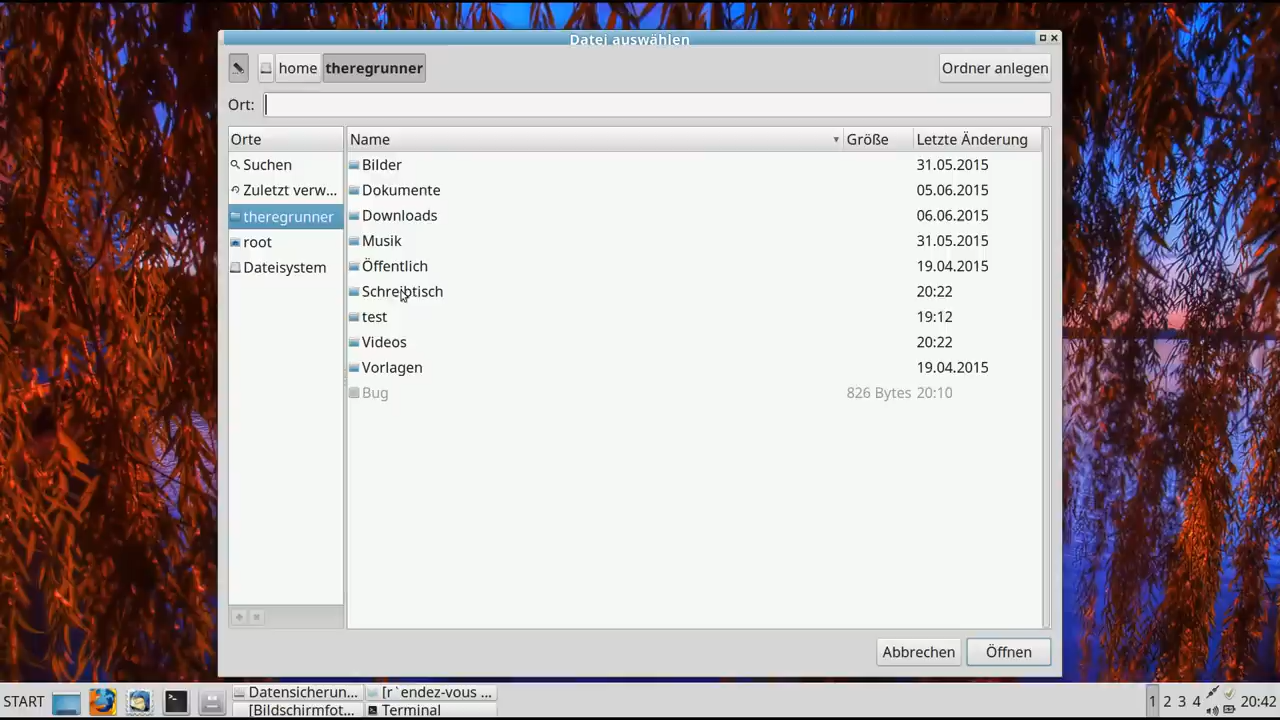 Datei auswählen
home theregrunner Ordner anlegen
Ort:
Orte Name Größe Letzte Änderung
Suchen Bilder 31.05.2015
Zuletzt verw... Dokumente 05.06.2015
Downloads 06.06.2015
theregrunner
Musik 31.05.2015
root
Öffentlich 19.04.2015
Dateisystem
Schreibtisch 20:22
test 19:12
Videos 20:22
Vorlagen 19.04.2015
Bug 826 Bytes 20:10
Abbrechen Öffnen
START Datensicherun... [r`endez-vous ... 1 2 3 4 20:42
[Bildschirmfot... Terminal